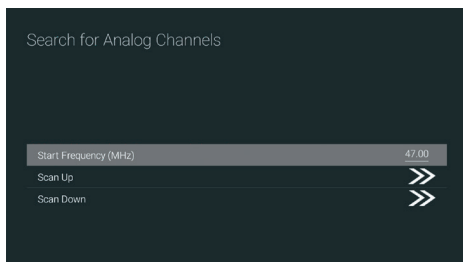 Search for Analog Channels
Start Frequency (MHz) 47.00
Scan Up
Scan Down